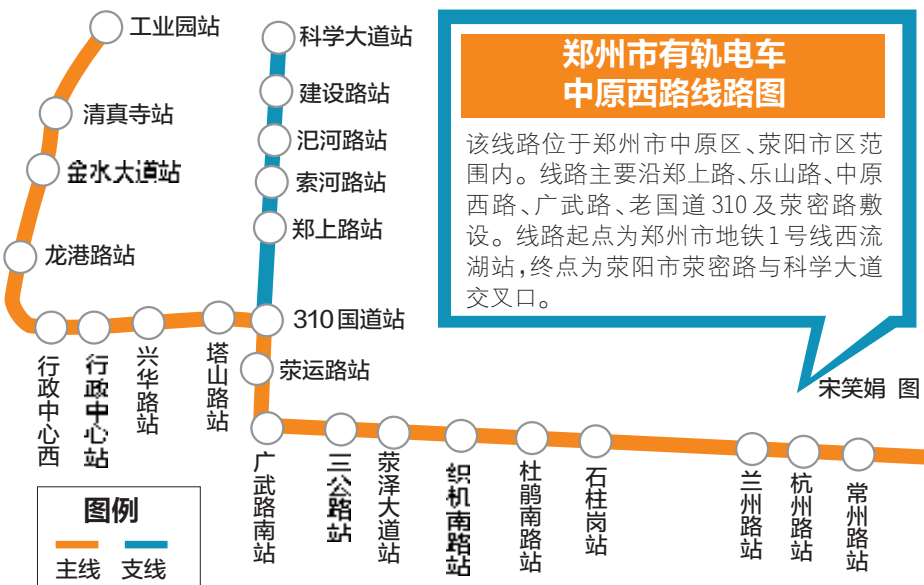 郑州市有轨电车
中原西路线路图
该线路位于郑州市中原区、荥阳市区范
围内。线路主要沿郑上路、乐山路、中原
西路、广武路、老国道310及荥密路敷
设。线路起点为郑州市地铁1号线西流
湖站,终点为荥阳市荥密路与科学大道
交叉口。
宋笑娟 图
工业园站
清真寺站
金水大道站
龙港路站
行政中心西
行政中心站
兴华路站
塔山路站
科学大道站
建设路站
汜河路站
索河路站
郑上路站
310国道站
荥运路站
广武路南站
三公路站
荥泽大道站
织机南路站
杜鹃南路站
石柱岗站
兰州路站
杭州路站
常州路站
图例
主线 支线